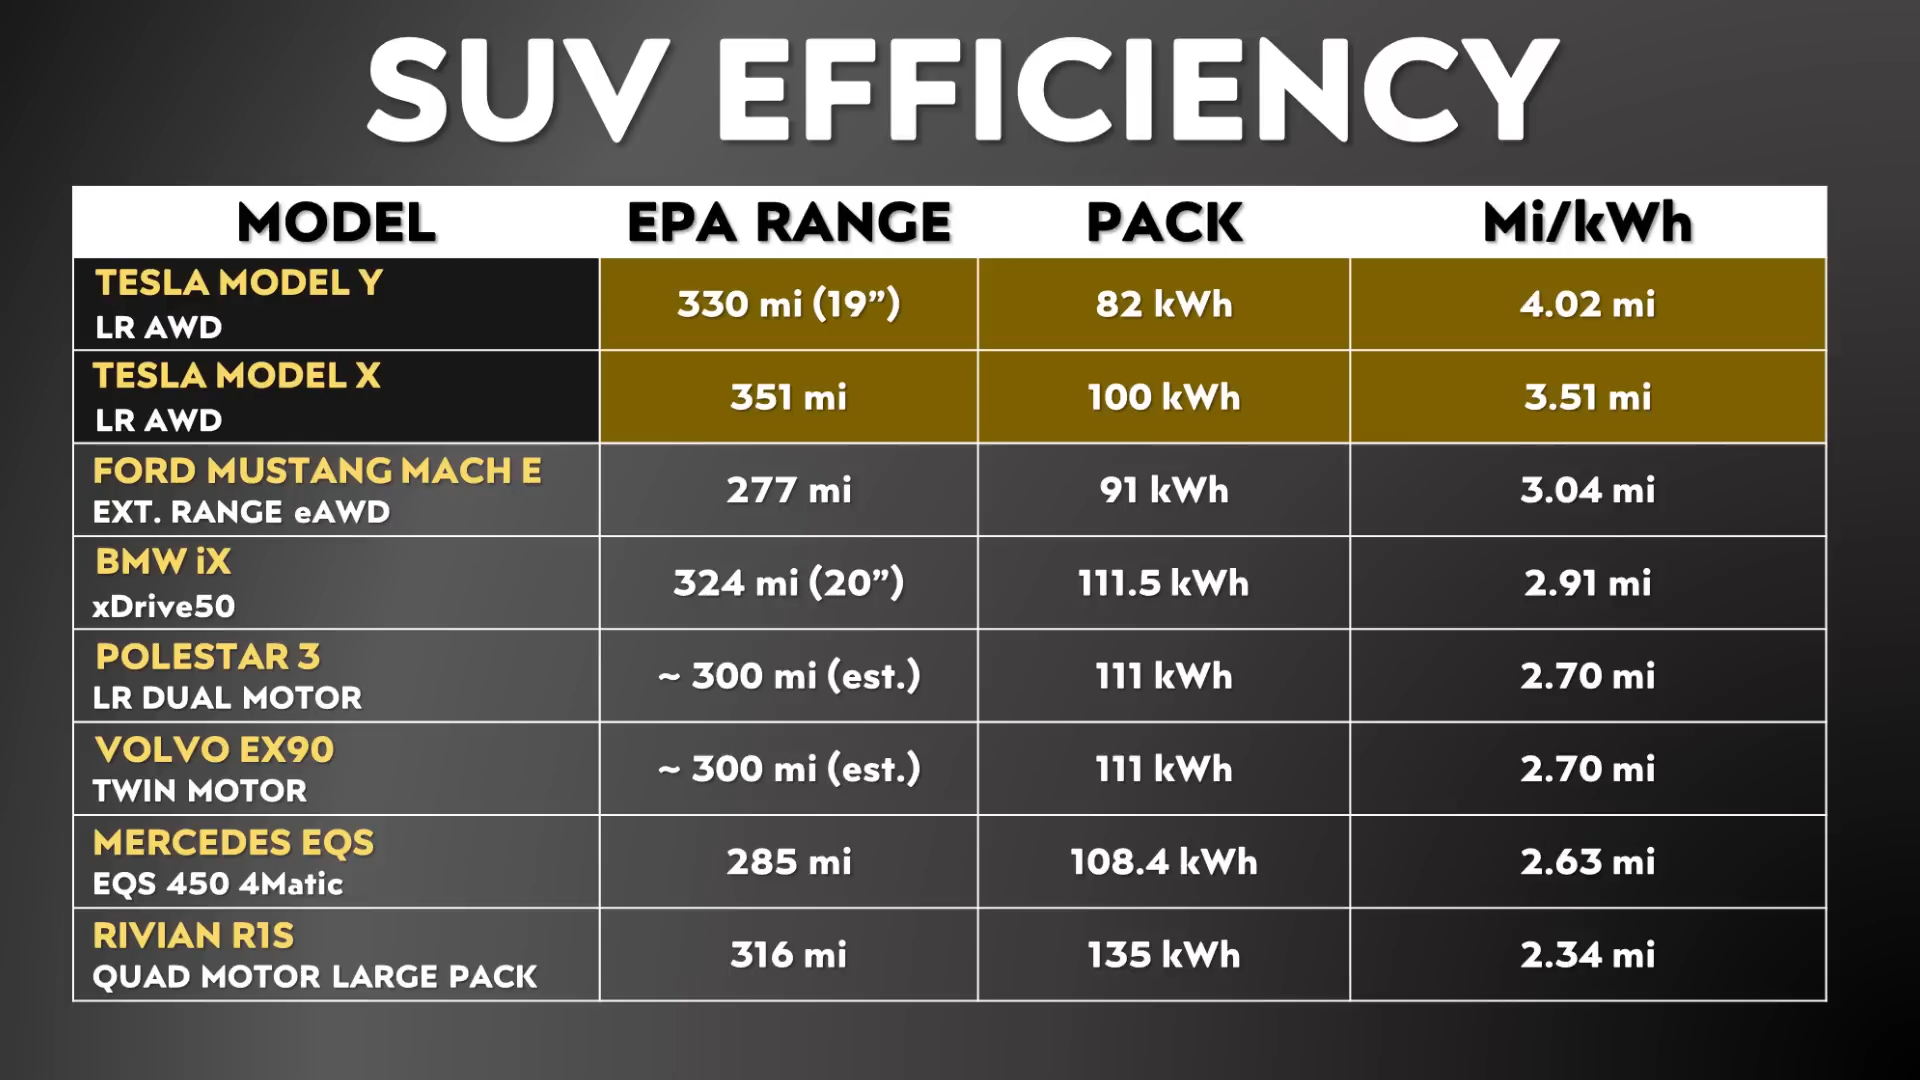 SUV EFFICIENCY
MODEL EPA RANGE PACK Mi/kWh
TESLA MODEL Y
LR AWD
330 mi (19”) 82 kWh 4.02 mi
TESLA MODEL X
LR AWD
351 mi 100 kWh 3.51 mi
FORD MUSTANG MACH E
EXT. RANGE eAWD
277 mi 91 kWh 3.04 mi
BMW iX
xDrive50
324 mi (20”) 111.5 kWh 2.91 mi
POLESTAR 3
LR DUAL MOTOR
~ 300 mi (est.) 111 kWh 2.70 mi
VOLVO EX90
TWIN MOTOR
~ 300 mi (est.) 111 kWh 2.70 mi
MERCEDES EQS
EQS 450 4Matic
285 mi 108.4 kWh 2.63 mi
RIVIAN R1S
QUAD MOTOR LARGE PACK
316 mi 135 kWh 2.34 mi